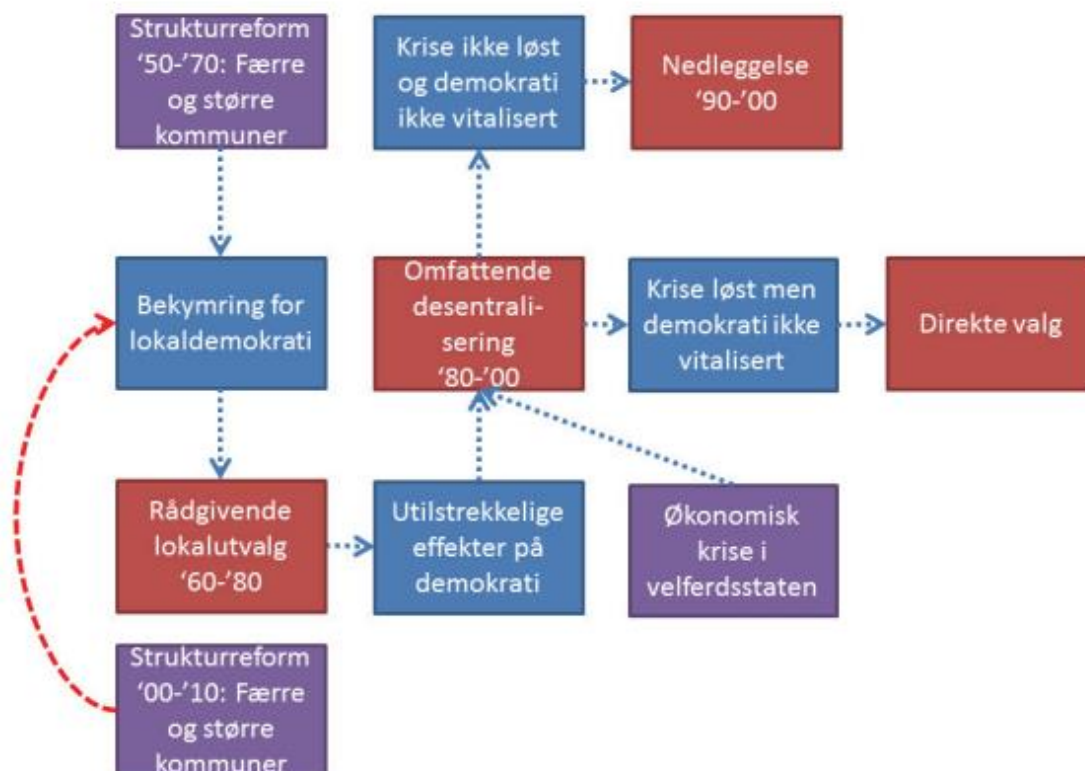 Strukturreform
‘50-’70: Færre
og større
kommuner
Krise ikke løst
og demokrati
ikke vitalisert
Nedleggelse
‘90-’00
Bekymring for
lokaldemokrati
Omfattende
desentrali-
sering
‘80-’00
Krise løst men
demokrati ikke
vitalisert
Direkte valg
Rådgivende
lokalutvalg
‘60-’80
Utilstrekkelige
effekter på
demokrati
Økonomisk
krise i
velferdsstaten
Strukturreform
‘00-’10: Færre
og større
kommuner